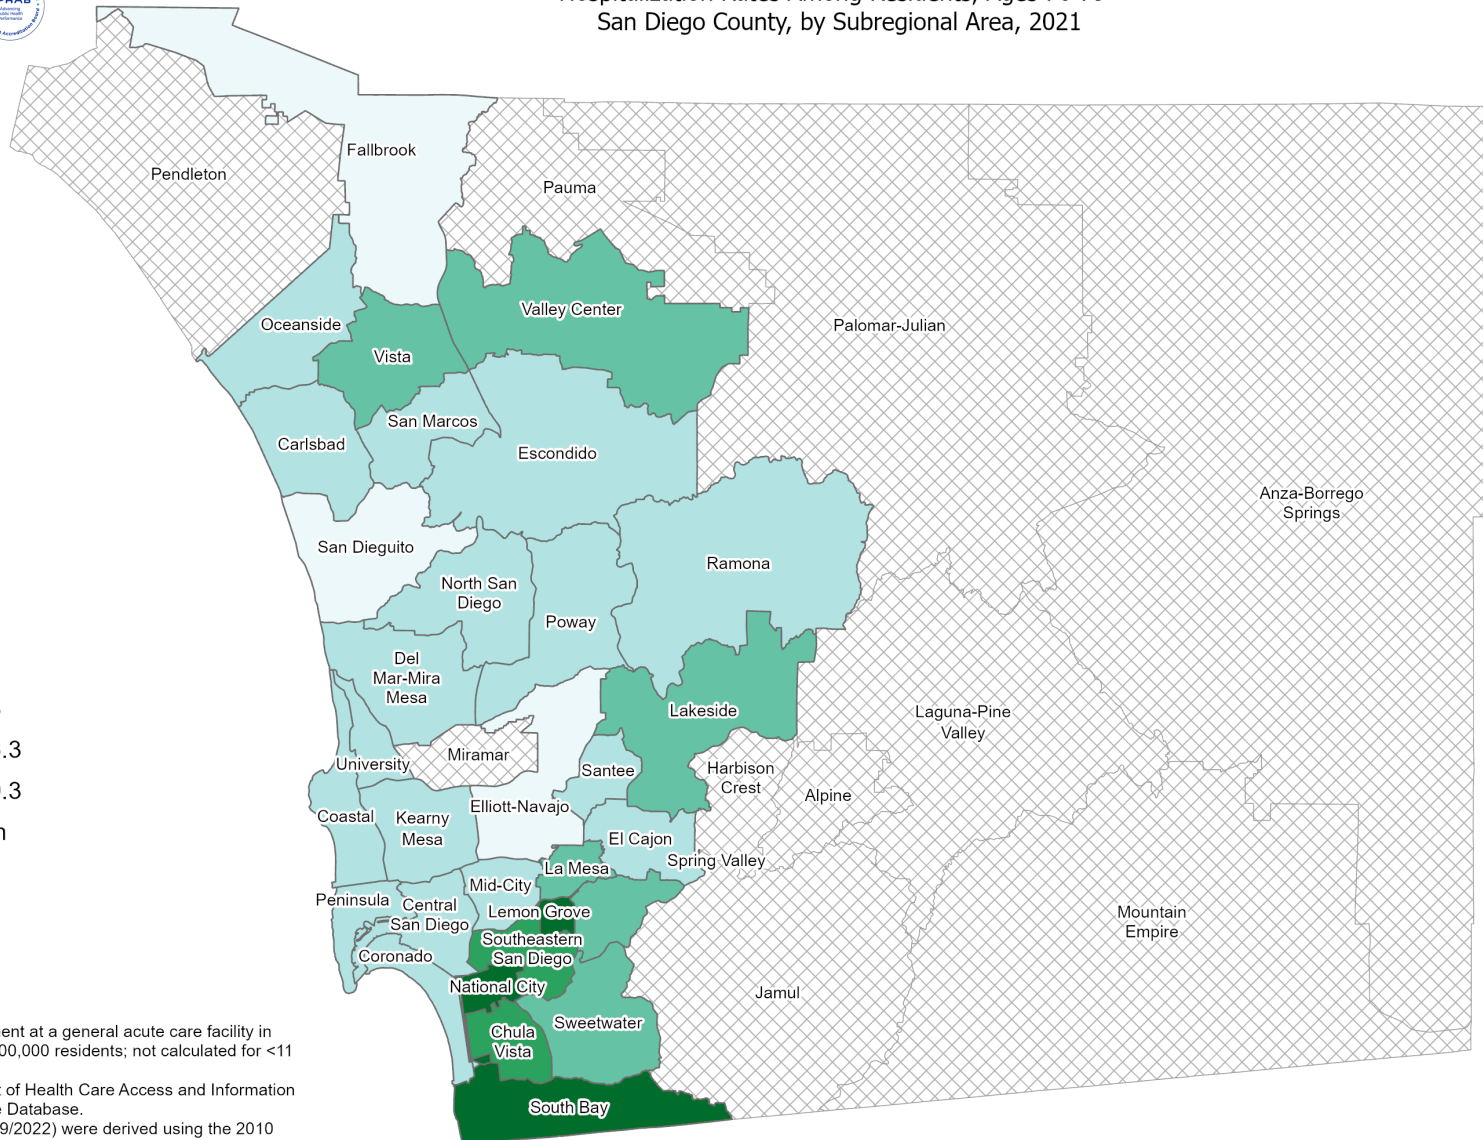 San Diego County, by Subregional Area, 2021
Fallbrook
Pendleton
Pauma
Valley Center
Oceanside
Palomar-Julian
Vista
San Marcos
Carlsbad
Escondido
Anza-Borrego
Springs
San Dieguito
Ramona
North San
Diego
Poway
Del
Mar-Mira
Mesa
Lakeside
Laguna-Pine
Valley
Miramar
University
Santee
Harbison
Crest
Alpine
Elliott-Navajo
Coastal
Kearny
Mesa
El Cajon
Spring Valley
La Mesa
Mid-City
Peninsula
Central
San Diego
Lemon Grove
Mountain
Empire
Southeastern
San Diego
Coronado
National City
Jamul
Sweetwater
Chula
Vista
South Bay
.3
.3
ent at a general acute care facility in
00,000 residents; not calculated for <11
of Health Care Access and Information
Database.
9/2022) were derived using the 2010